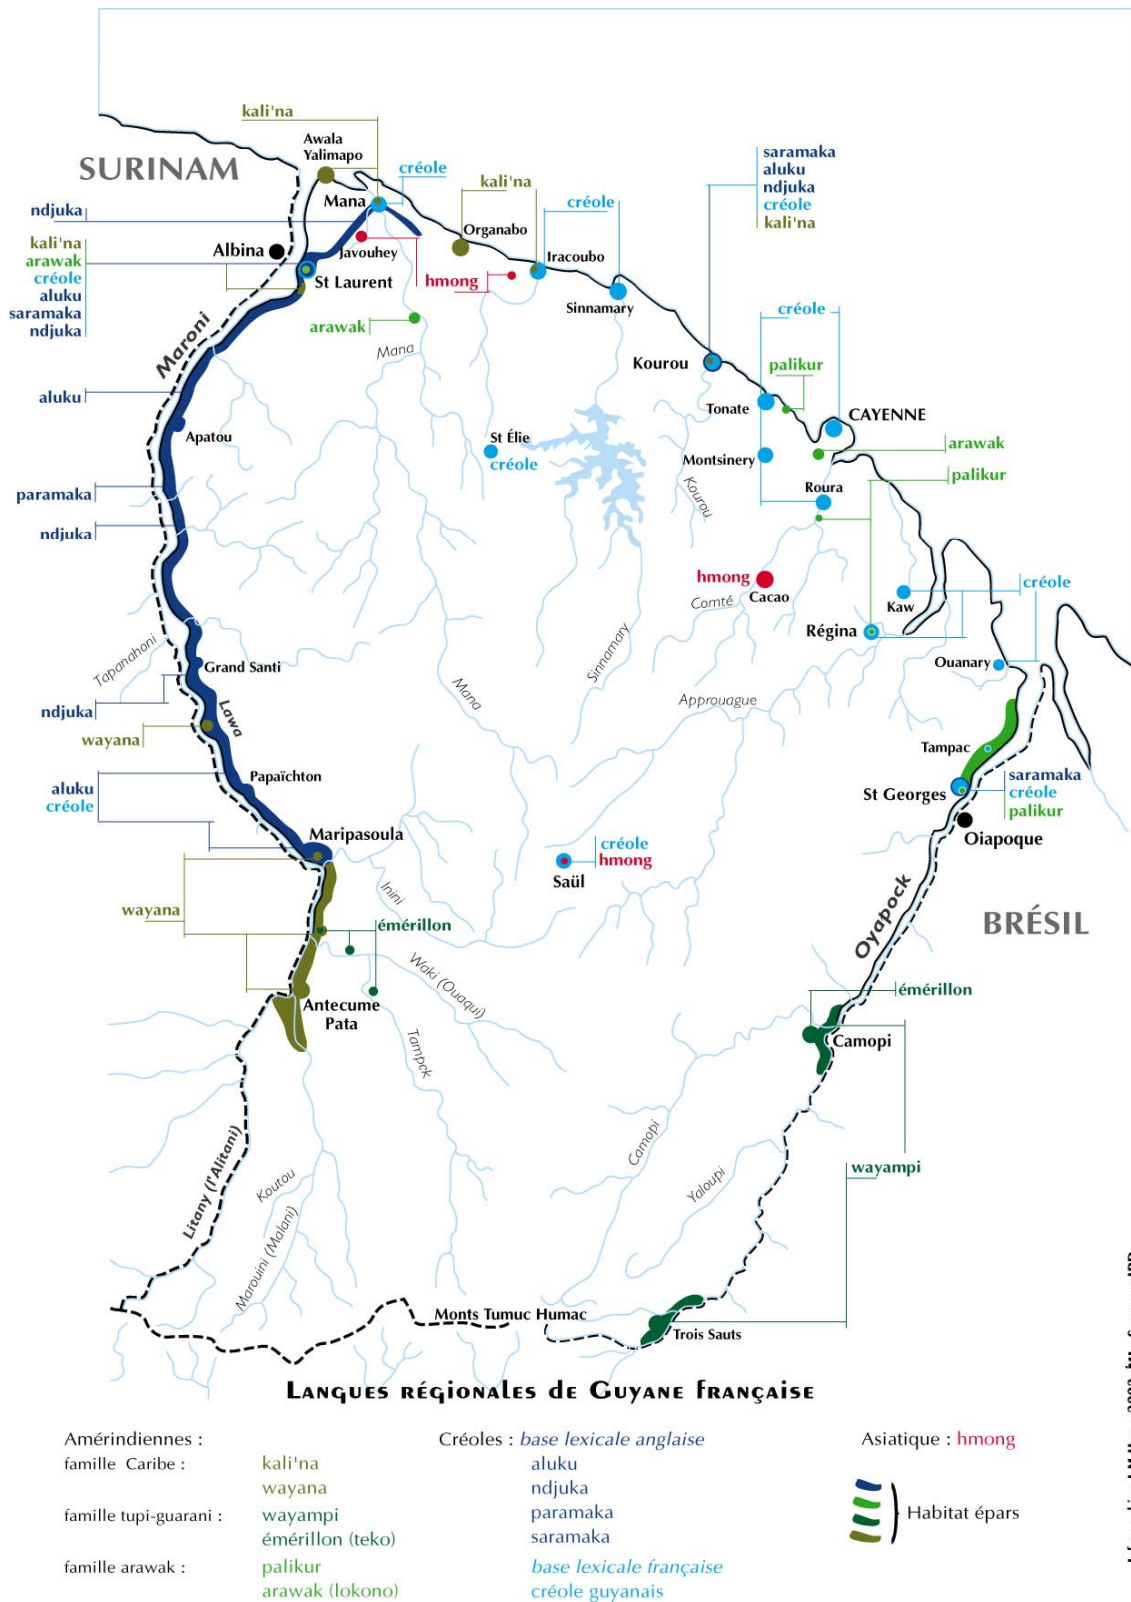 kali'na
Awala
Yalimapo
SURINAM
créole
saramaka
aluku
ndjuka
créole
kali'na
kali'na
créole
Mana
ndjuka
Organabo
kali'na
arawak
créole
aluku
saramaka
ndjuka
Albina
Javouhey
Iracoubo
St Laurent
hmong
Sinnamary
créole
arawak
Maroni
Mana
Kourou
palikur
aluku
Tonate
CAYENNE
Apatou
St Élie
créole
Montsinery
arawak
palikur
paramaka
Kourou
Roura
ndjuka
hmong
Cacao
Comté
créole
Kaw
Régina
Tapanahoni
Grand Santi
Sinnamary
Ouanary
Mana
Approuague
ndjuka
Lawa
wayana
Tampac
Papaïchton
aluku
créole
St Georges
saramaka
créole
palikur
Oiapoque
Maripasoula
créole
hmong
Saül
Inini
Oyapock
wayana
émérillon
BRÉSIL
Waki (Ouaqui)
émérillon
Antecume
Pata
Camopi
Tampok
Camopi
Litany (l'Alitani)
wayampi
Yaloupi
Koutou
Marouini (Malani)
Monts Tumuc Humac
Trois Sauts
Langues régionales de Guyane française
Amérindiennes :
famille Caribe : kali'na
wayana
famille tupi-guarani : wayampi
émérillon (teko)
famille arawak : palikur
arawak (lokono)
Créoles : base lexicale anglaise
aluku
ndjuka
paramaka
saramaka
base lexicale française
créole guyanais
Asiatique : hmong
Habitat épars